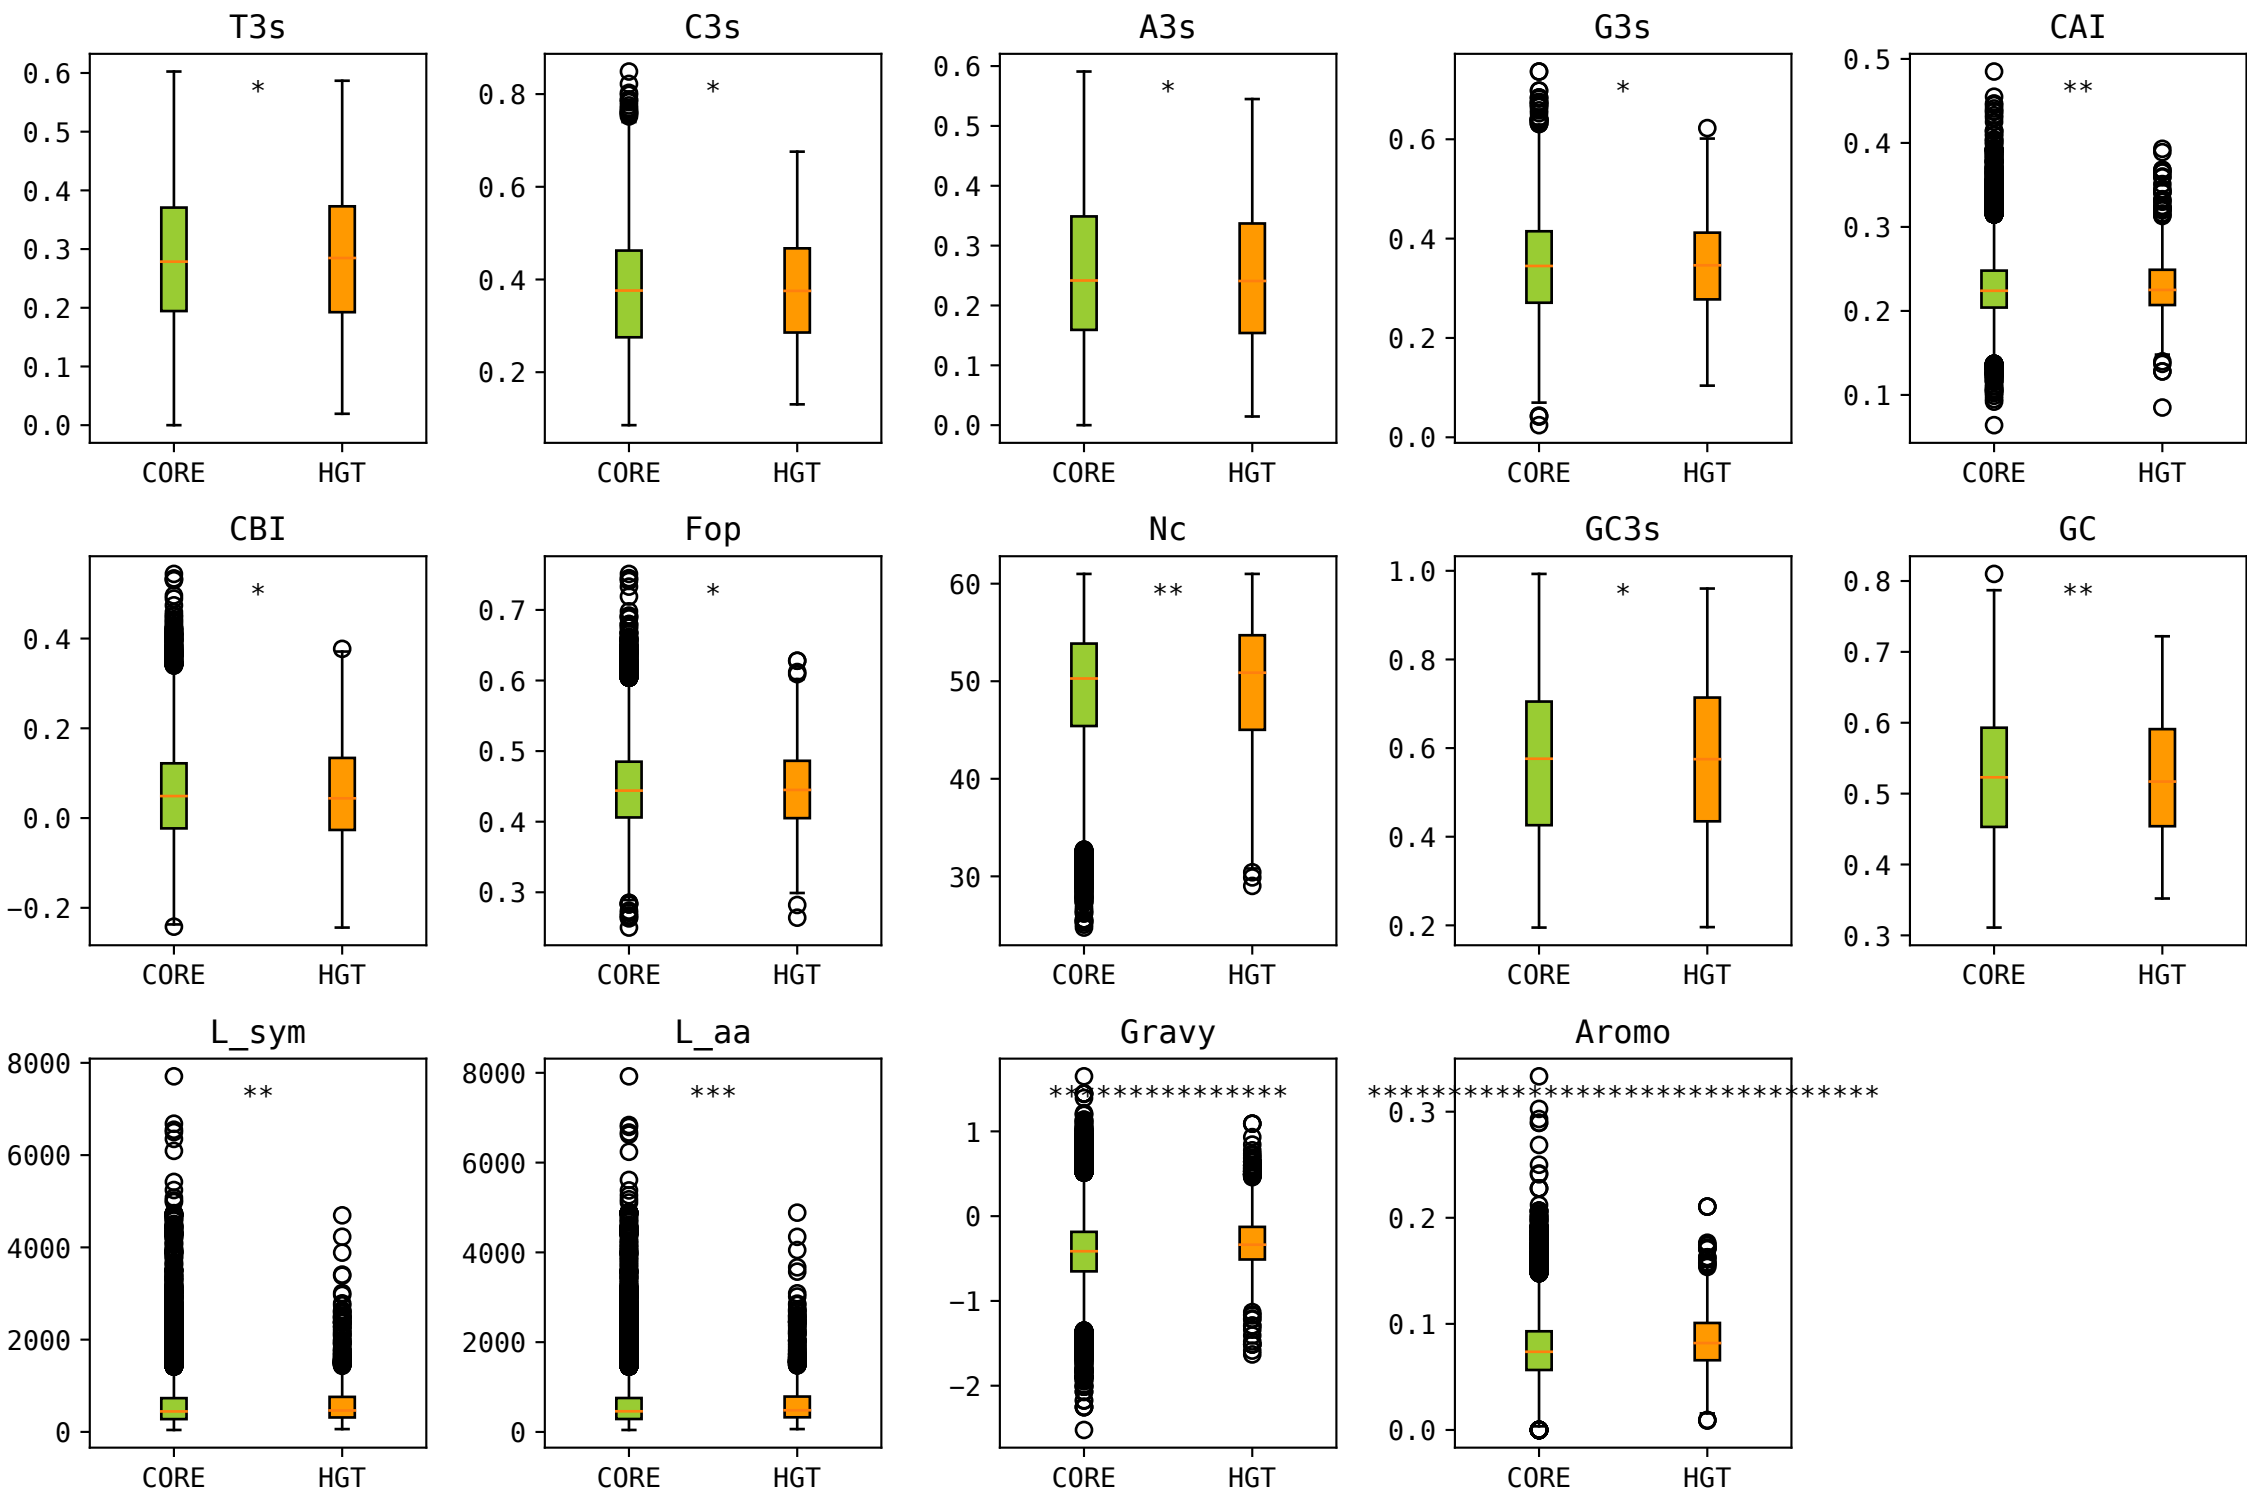 T3s
0.6
0.5
0.4
0.3
0.2
0.1
0.0
*
CORE HGT
C3s
0.8
0.6
0.4
0.2
*
CORE HGT
A3s
0.6
0.5
0.4
0.3
0.2
0.1
0.0
*
CORE HGT
G3s
0.6
0.4
0.2
0.0
*
CORE HGT
CAI
0.5
0.4
0.3
0.2
0.1
**
CORE HGT
CBI
0.4
0.2
0.0
−0.2
*
CORE HGT
Fop
0.7
0.6
0.5
0.4
0.3
*
CORE HGT
Nc
60
50
40
30
**
CORE HGT
GC3s
1.0
0.8
0.6
0.4
0.2
*
CORE HGT
GC
0.8
0.7
0.6
0.5
0.4
0.3
**
CORE HGT
L_sym
8000
6000
4000
2000
0
**
CORE HGT
L_aa
8000
6000
4000
2000
0
***
CORE HGT
Gravy
1
0
−1
−2
***************
CORE HGT
Aromo
0.3
0.2
0.1
0.0
********************************
CORE HGT